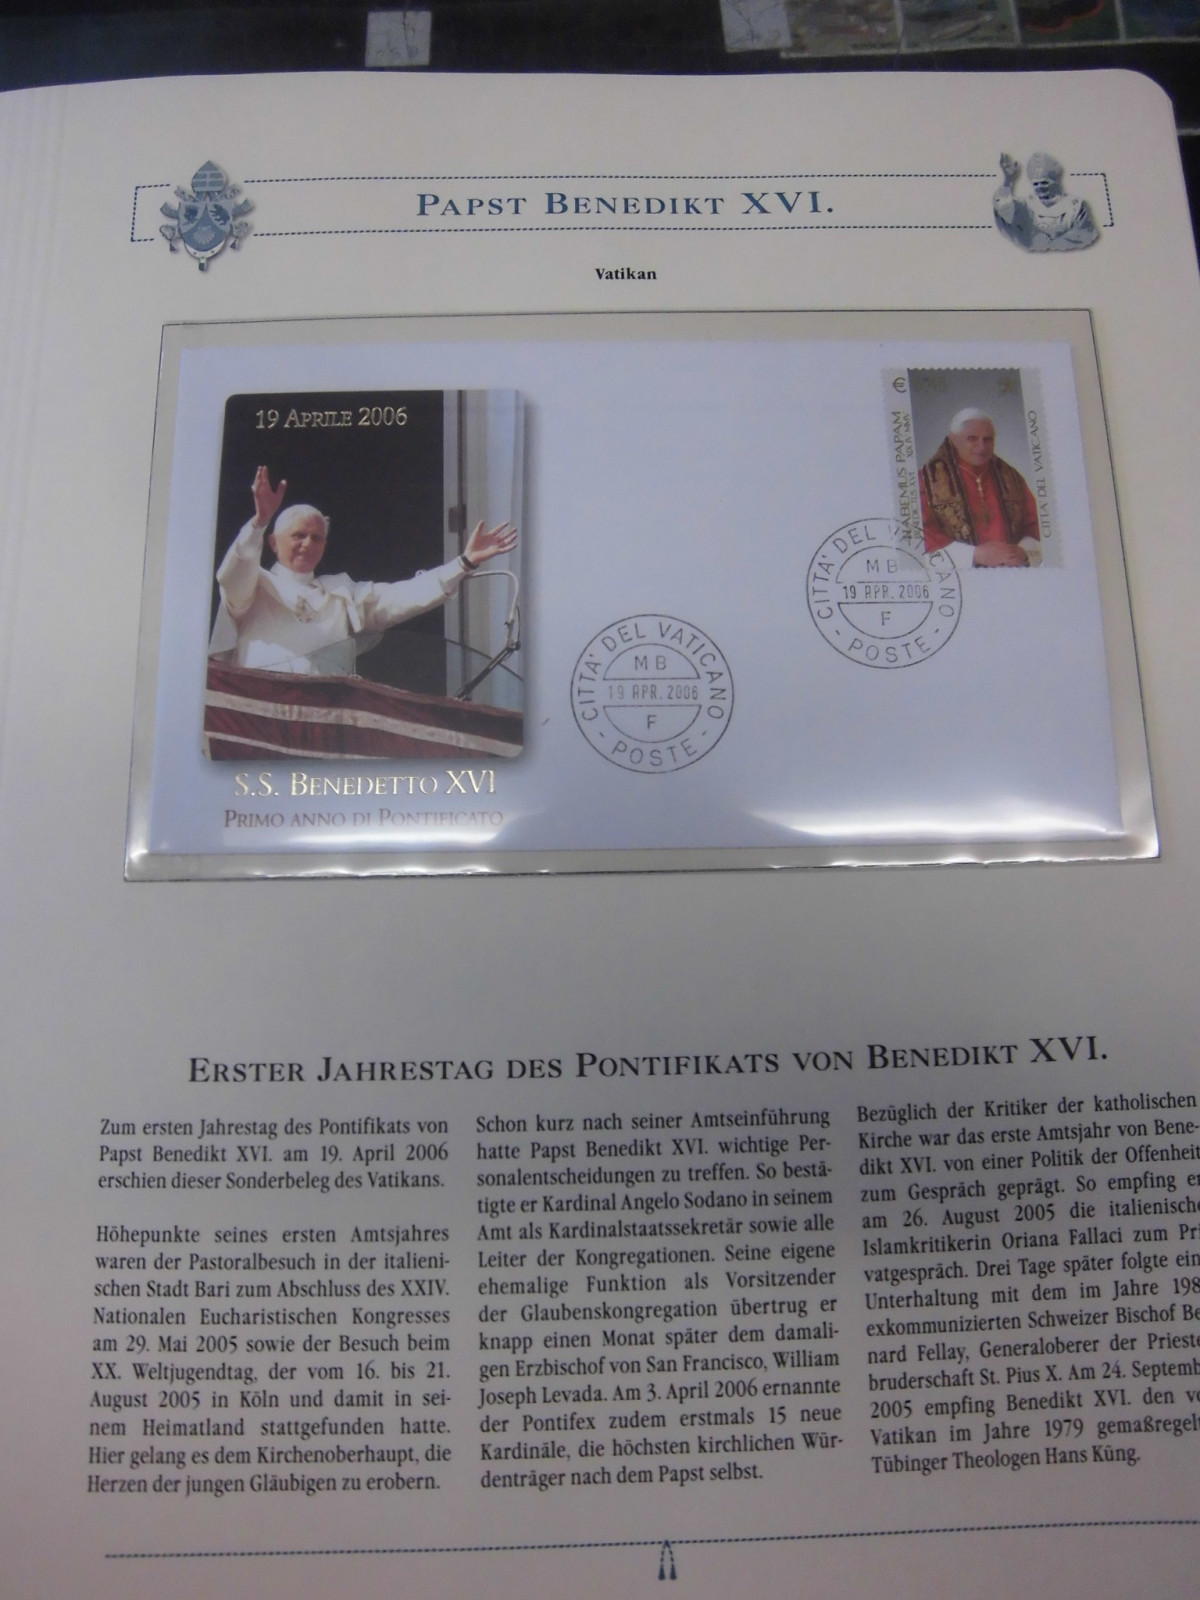 PAPST BENEDIKT XVI.
Vatikan
19 APRILE 2006
S.S. BENEDETTO XVI
PRIMO ANNO DI PONTIFICATO
HABEMUS PAPAM
CITTA' DEL VATICANO
CITTA' DEL VATICANO
MB
19 APR. 2006
F
- POSTE -
CITTA' DEL VATICANO
MB
19 APR. 2006
F
- POSTE -
ERSTER JAHRESTAG DES PONTIFIKATS VON BENEDIKT XVI.
Zum ersten Jahrestag des Pontifikats von
Papst Benedikt XVI. am 19. April 2006
erschien dieser Sonderbeleg des Vatikans.
Höhepunkte seines ersten Amtsjahres
waren der Pastoralbesuch in der italieni-
schen Stadt Bari zum Abschluss des XXIV.
Nationalen Eucharistischen Kongresses
am 29. Mai 2005 sowie der Besuch beim
XX. Weltjugendtag, der vom 16. bis 21.
August 2005 in Köln und damit in sei-
nem Heimatland stattgefunden hatte.
Hier gelang es dem Kirchenoberhaupt, die
Herzen der jungen Gläubigen zu erobern.
Schon kurz nach seiner Amtseinführung
hatte Papst Benedikt XVI. wichtige Per-
sonalentscheidungen zu treffen. So bestä-
tigte er Kardinal Angelo Sodano in seinem
Amt als Kardinalstaatssekretär sowie alle
Leiter der Kongregationen. Seine eigene
ehemalige Funktion als Vorsitzender
der Glaubenskongregation übertrug er
knapp einen Monat später dem damali-
gen Erzbischof von San Francisco, William
Joseph Levada. Am 3. April 2006 ernannte
der Pontifex zudem erstmals 15 neue
Kardinäle, die höchsten kirchlichen Wür-
denträger nach dem Papst selbst.
Bezüglich der Kritiker der katholischen
Kirche war das erste Amtsjahr von Bene-
dikt XVI. von einer Politik der Offenheit
zum Gespräch geprägt. So empfing er
am 26. August 2005 die italienische
Islamkritikerin Oriana Fallaci zum Pri
vatgespräch. Drei Tage später folgte ein
Unterhaltung mit dem im Jahre 198
exkommunizierten Schweizer Bischof Be
nard Fellay, Generaloberer der Prieste
bruderschaft St. Pius X. Am 24. Septemb
2005 empfing Benedikt XVI. den v
Vatikan im Jahre 1979 gemaßregelt
Tübinger Theologen Hans Küng.